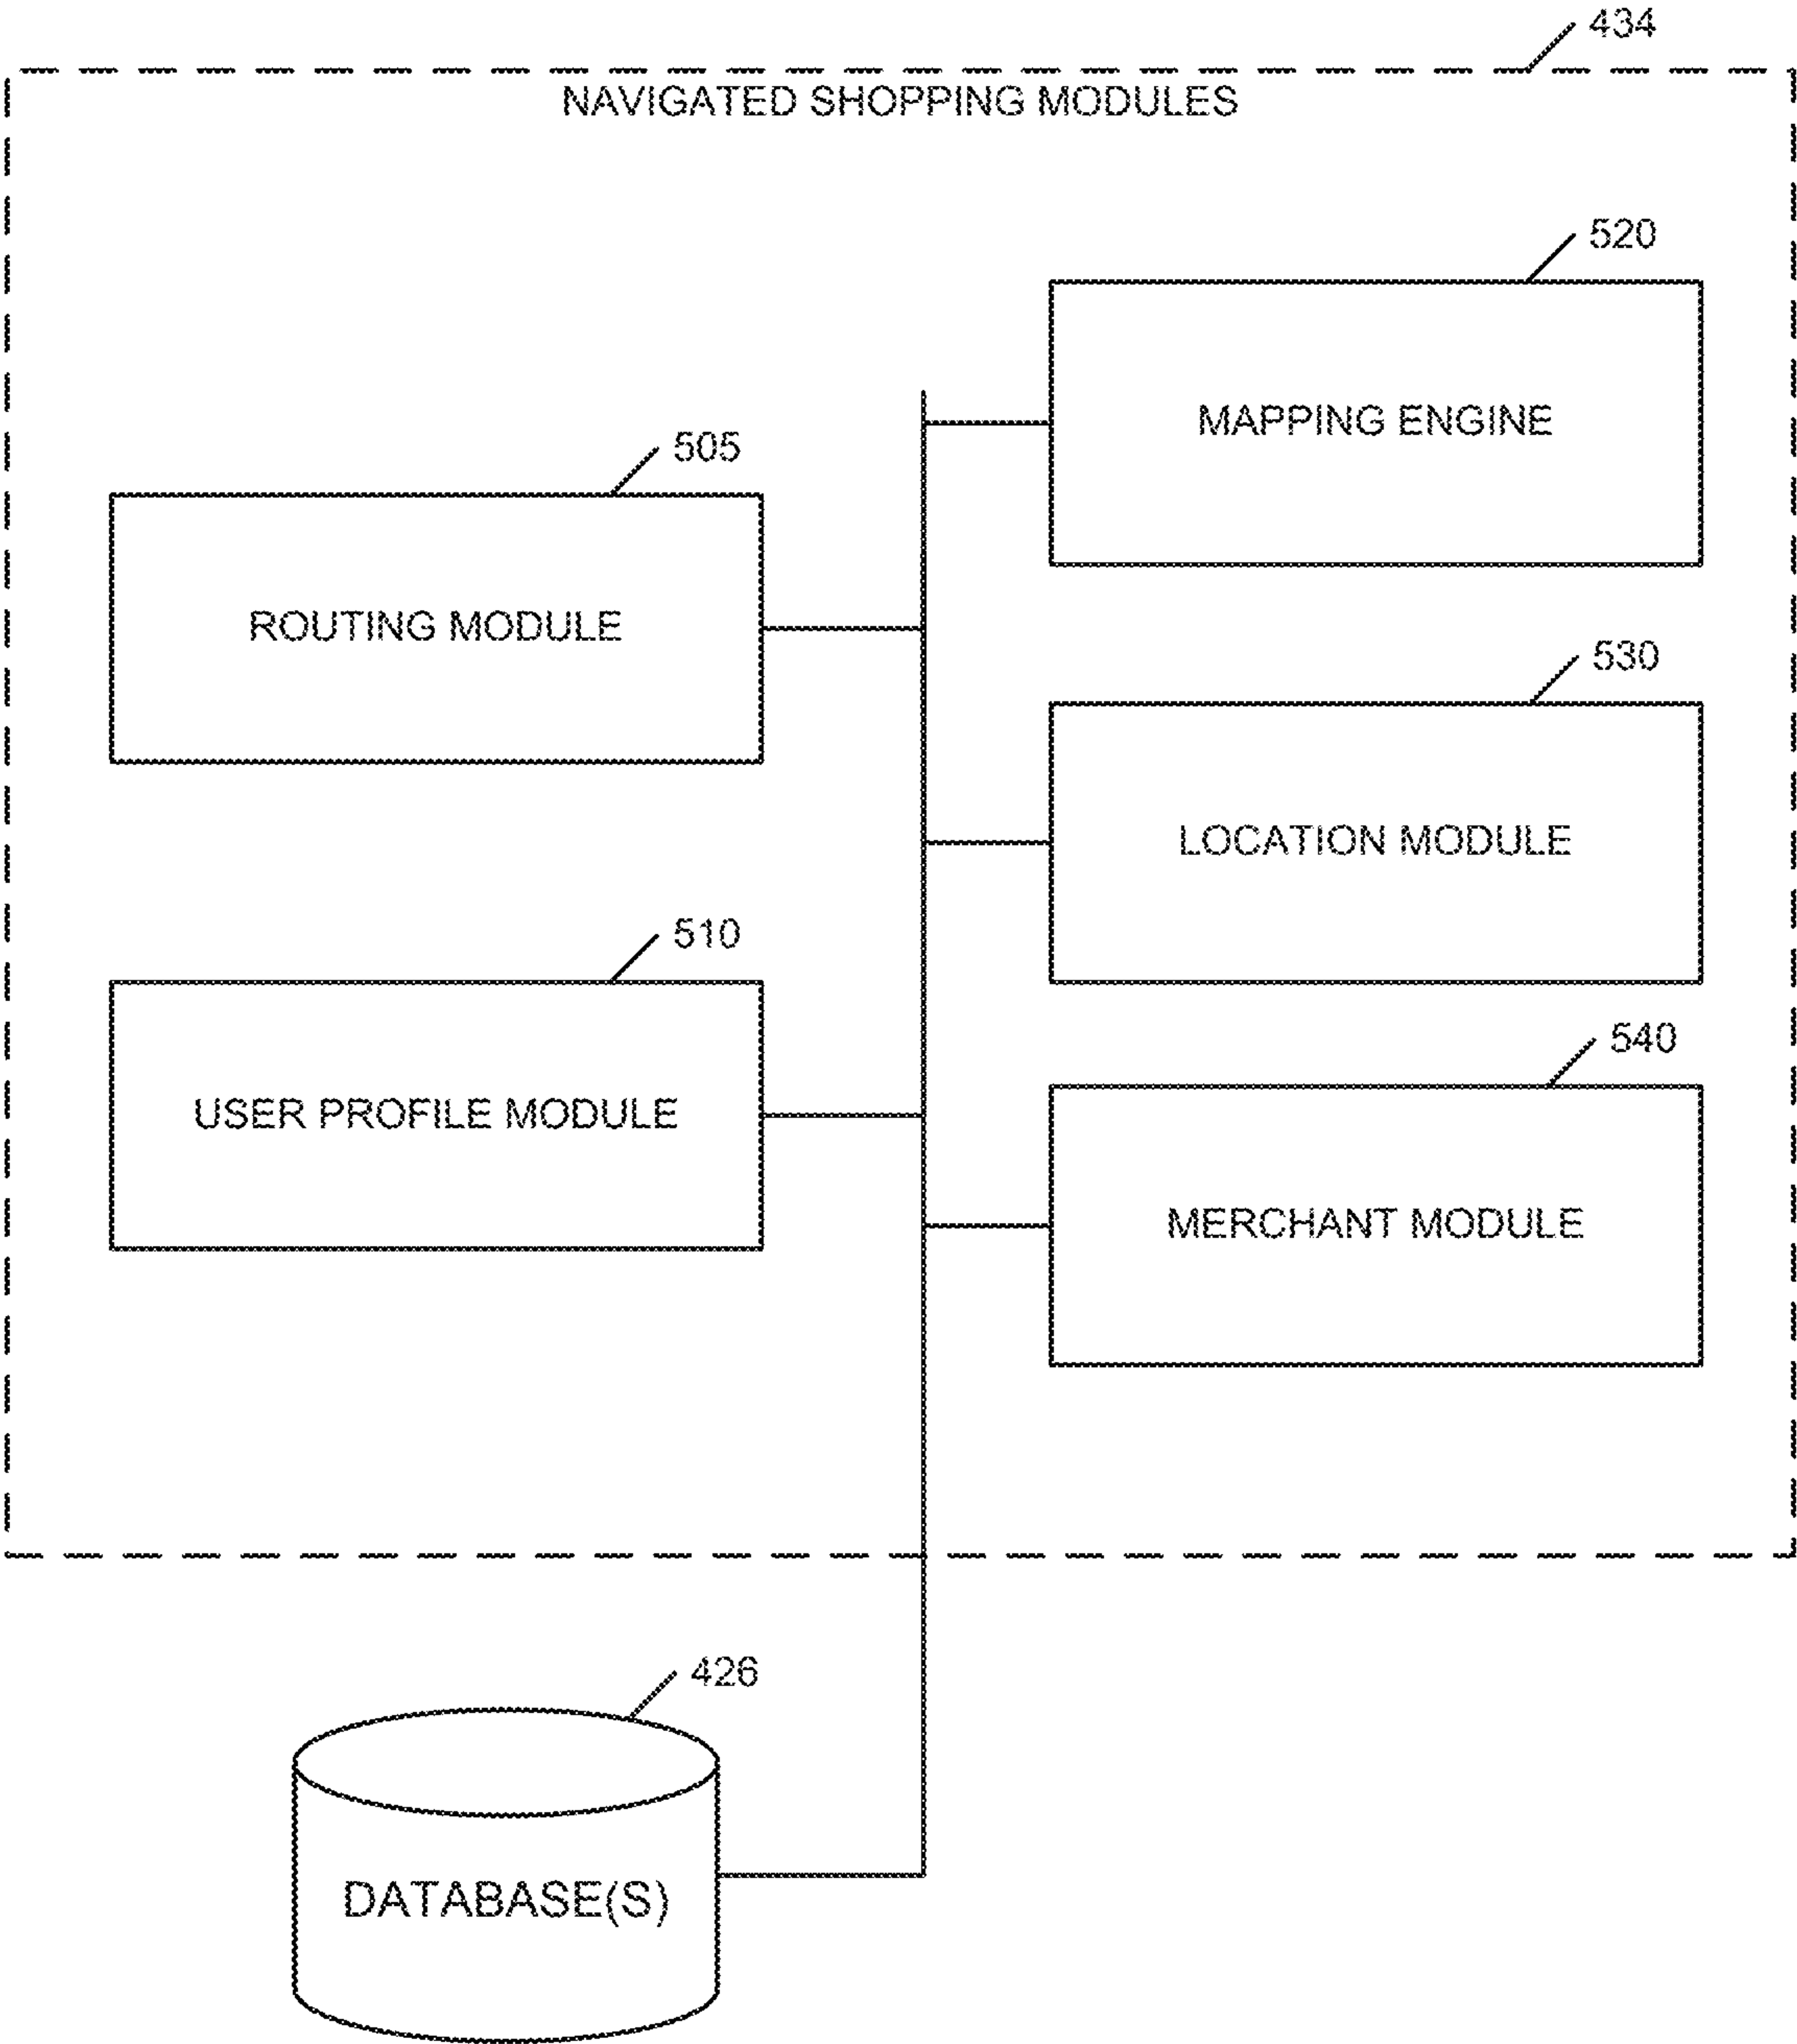 434
NAVIGATED SHOPPING MODULES
520
MAPPING ENGINE
505
ROUTING MODULE
530
LOCATION MODULE
510
USER PROFILE MODULE
540
MERCHANT MODULE
426
DATABASE(S)